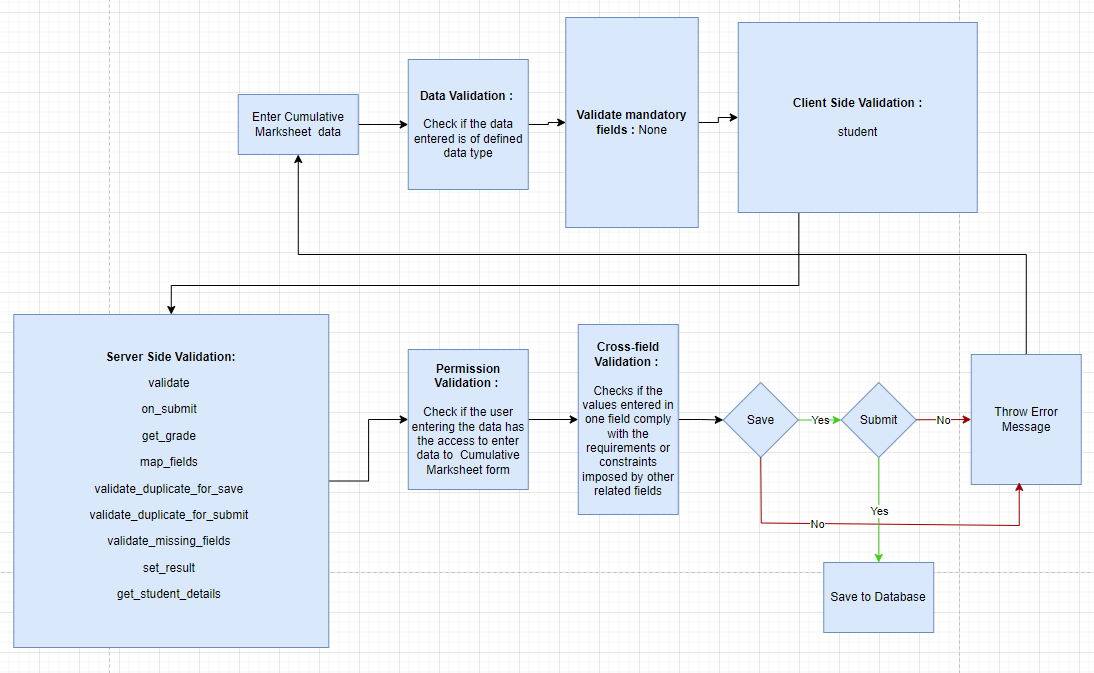 Enter Cumulative
Marksheet data
Data Validation :
Check if the data
entered is of defined
data type
Validate mandatory
fields : None
Client Side Validation :
student
Server Side Validation:
validate
on_submit
get_grade
map_fields
validate_duplicate_for_save
validate_duplicate_for_submit
validate_missing_fields
set_result
get_student_details
Permission
Validation :
Check if the user
entering the data has
the access to enter
data to Cumulative
Marksheet form
Cross-field
Validation :
Checks if the
values entered in
one field comply
with the
requirements or
constraints
imposed by other
related fields
Save
Yes
Submit
No
Throw Error
Message
Yes
No
Save to Database